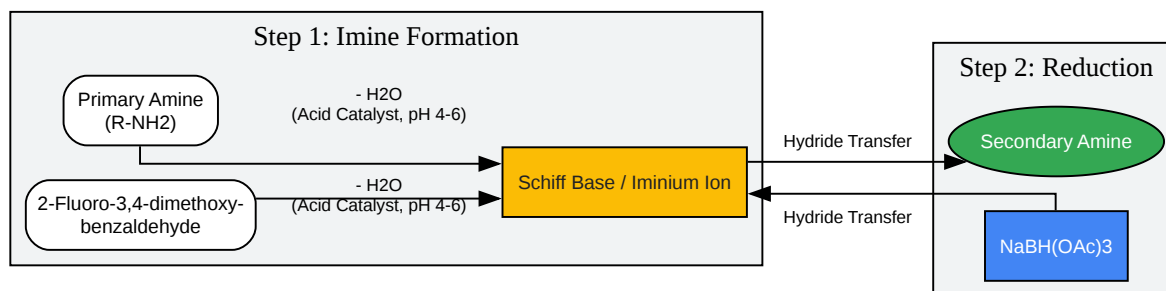 Step 1: Imine Formation
Primary Amine
(R-NH2)
- H2O
(Acid Catalyst, pH 4-6)
2-Fluoro-3,4-dimethoxy-
benzaldehyde
- H2O
(Acid Catalyst, pH 4-6)
Schiff Base / Iminium Ion
Hydride Transfer
Hydride Transfer
Step 2: Reduction
Secondary Amine
NaBH(OAc)3